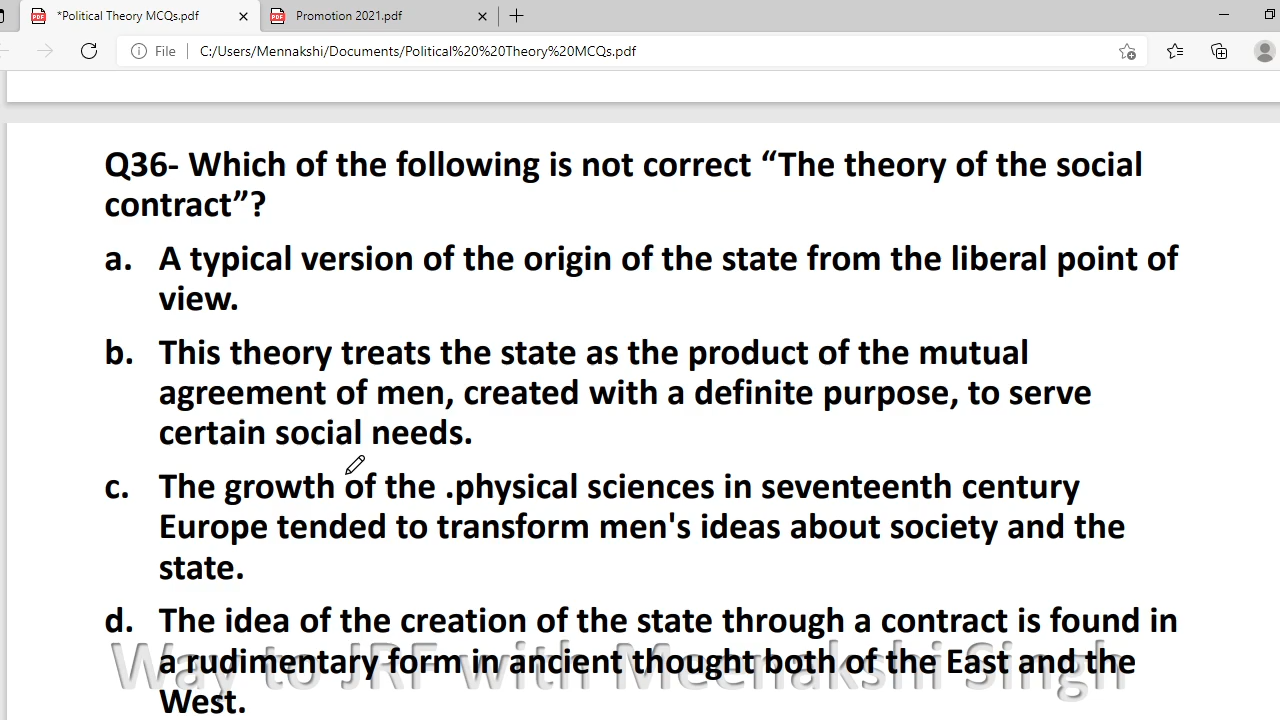 *Political Theory MCQs.pdf
Promotion 2021.pdf
File
C:/Users/Mennakshi/Documents/Political%20%20Theory%20MCQs.pdf
Q36- Which of the following is not correct “The theory of the social
contract”?
a. A typical version of the origin of the state from the liberal point of
view.
b. This theory treats the state as the product of the mutual
agreement of men, created with a definite purpose, to serve
certain social needs.
c. The growth of the .physical sciences in seventeenth century
Europe tended to transform men's ideas about society and the
state.
d. The idea of the creation of the state through a contract is found in
a rudimentary form in ancient thought both of the East and the
Way to JRF with Meenakshi Singh
West.